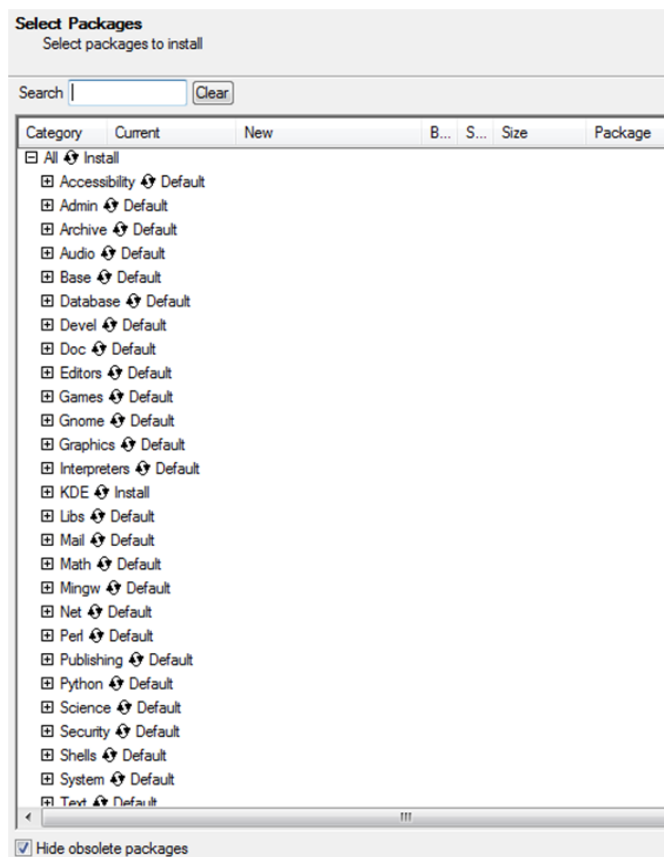 Select Packages
Select packages to install
Search Clear
Category Current New B... S... Size Package
All Install
Accessibility Default
Admin Default
Archive Default
Audio Default
Base Default
Database Default
Devel Default
Doc Default
Editors Default
Games Default
Gnome Default
Graphics Default
Interpreters Default
KDE Install
Libs Default
Mail Default
Math Default
Mingw Default
Net Default
Perl Default
Publishing Default
Python Default
Science Default
Security Default
Shells Default
System Default
Text Default
Hide obsolete packages